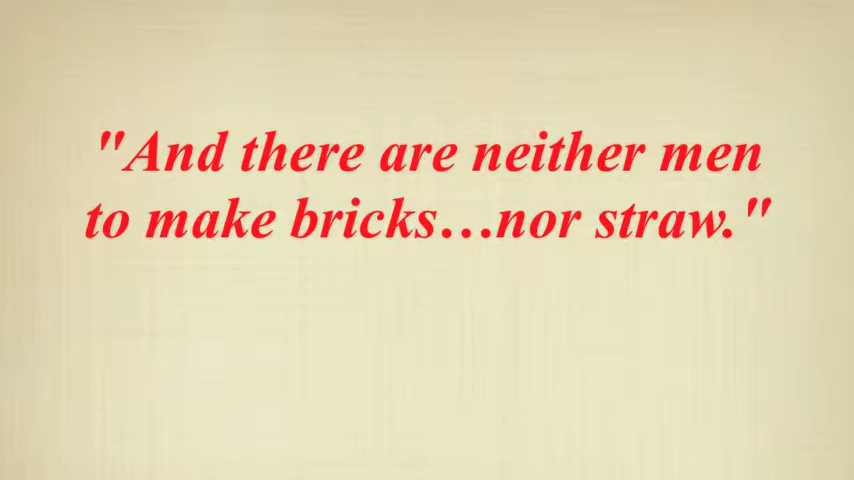 "And there are neither men
to make bricks…nor straw."